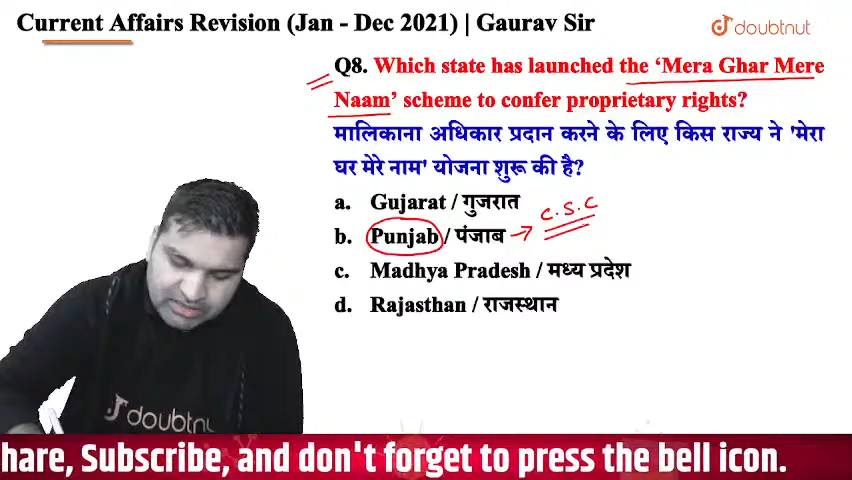 Current Affairs Revision (Jan - Dec 2021) | Gaurav Sir
doubtnut
Q8. Which state has launched the ‘Mera Ghar Mere
Naam’ scheme to confer proprietary rights?
मालिकाना अधिकार प्रदान करने के लिए किस राज्य ने 'मेरा
घर मेरे नाम' योजना शुरू की है?
a. Gujarat / गुजरात
C.S.C
b. Punjab / पंजाब
c. Madhya Pradesh / मध्य प्रदेश
d. Rajasthan / राजस्थान
doubtnut
hare, Subscribe, and don't forget to press the bell icon.